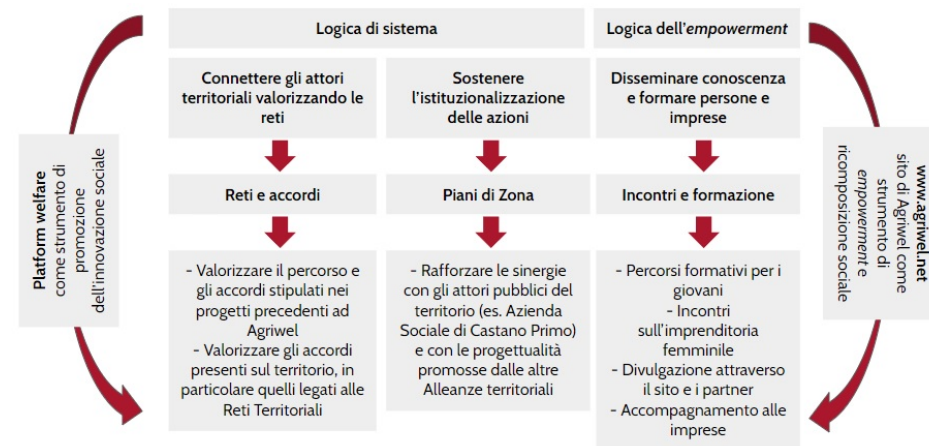 Logica di sistema
Logica dell'empowerment
Connettere gli attori
territoriali valorizzando le
reti
Sostenere
l'istituzionalizzazione
delle azioni
Disseminare conoscenza
e formare persone e
imprese
Reti e accordi
Piani di Zona
Incontri e formazione
- Valorizzare il percorso e
gli accordi stipulati nei
progetti precedenti ad
Agriwel
- Valorizzare gli accordi
presenti sul territorio, in
particolare quelli legati alle
Reti Territoriali
- Rafforzare le sinergie
con gli attori pubblici del
territorio (es. Azienda
Sociale di Castano Primo)
e con le progettualità
promosse dalle altre
Alleanze territoriali
- Percorsi formativi per i
giovani
- Incontri
sull'imprenditoria
femminile
- Divulgazione attraverso
il sito e i partner
- Accompagnamento alle
imprese
Platform welfare
come strumento di
promozione
dell'innovazione sociale
www.agriwel.net
sito di Agriwel come
strumento di
empowerment e
ricomposizione sociale